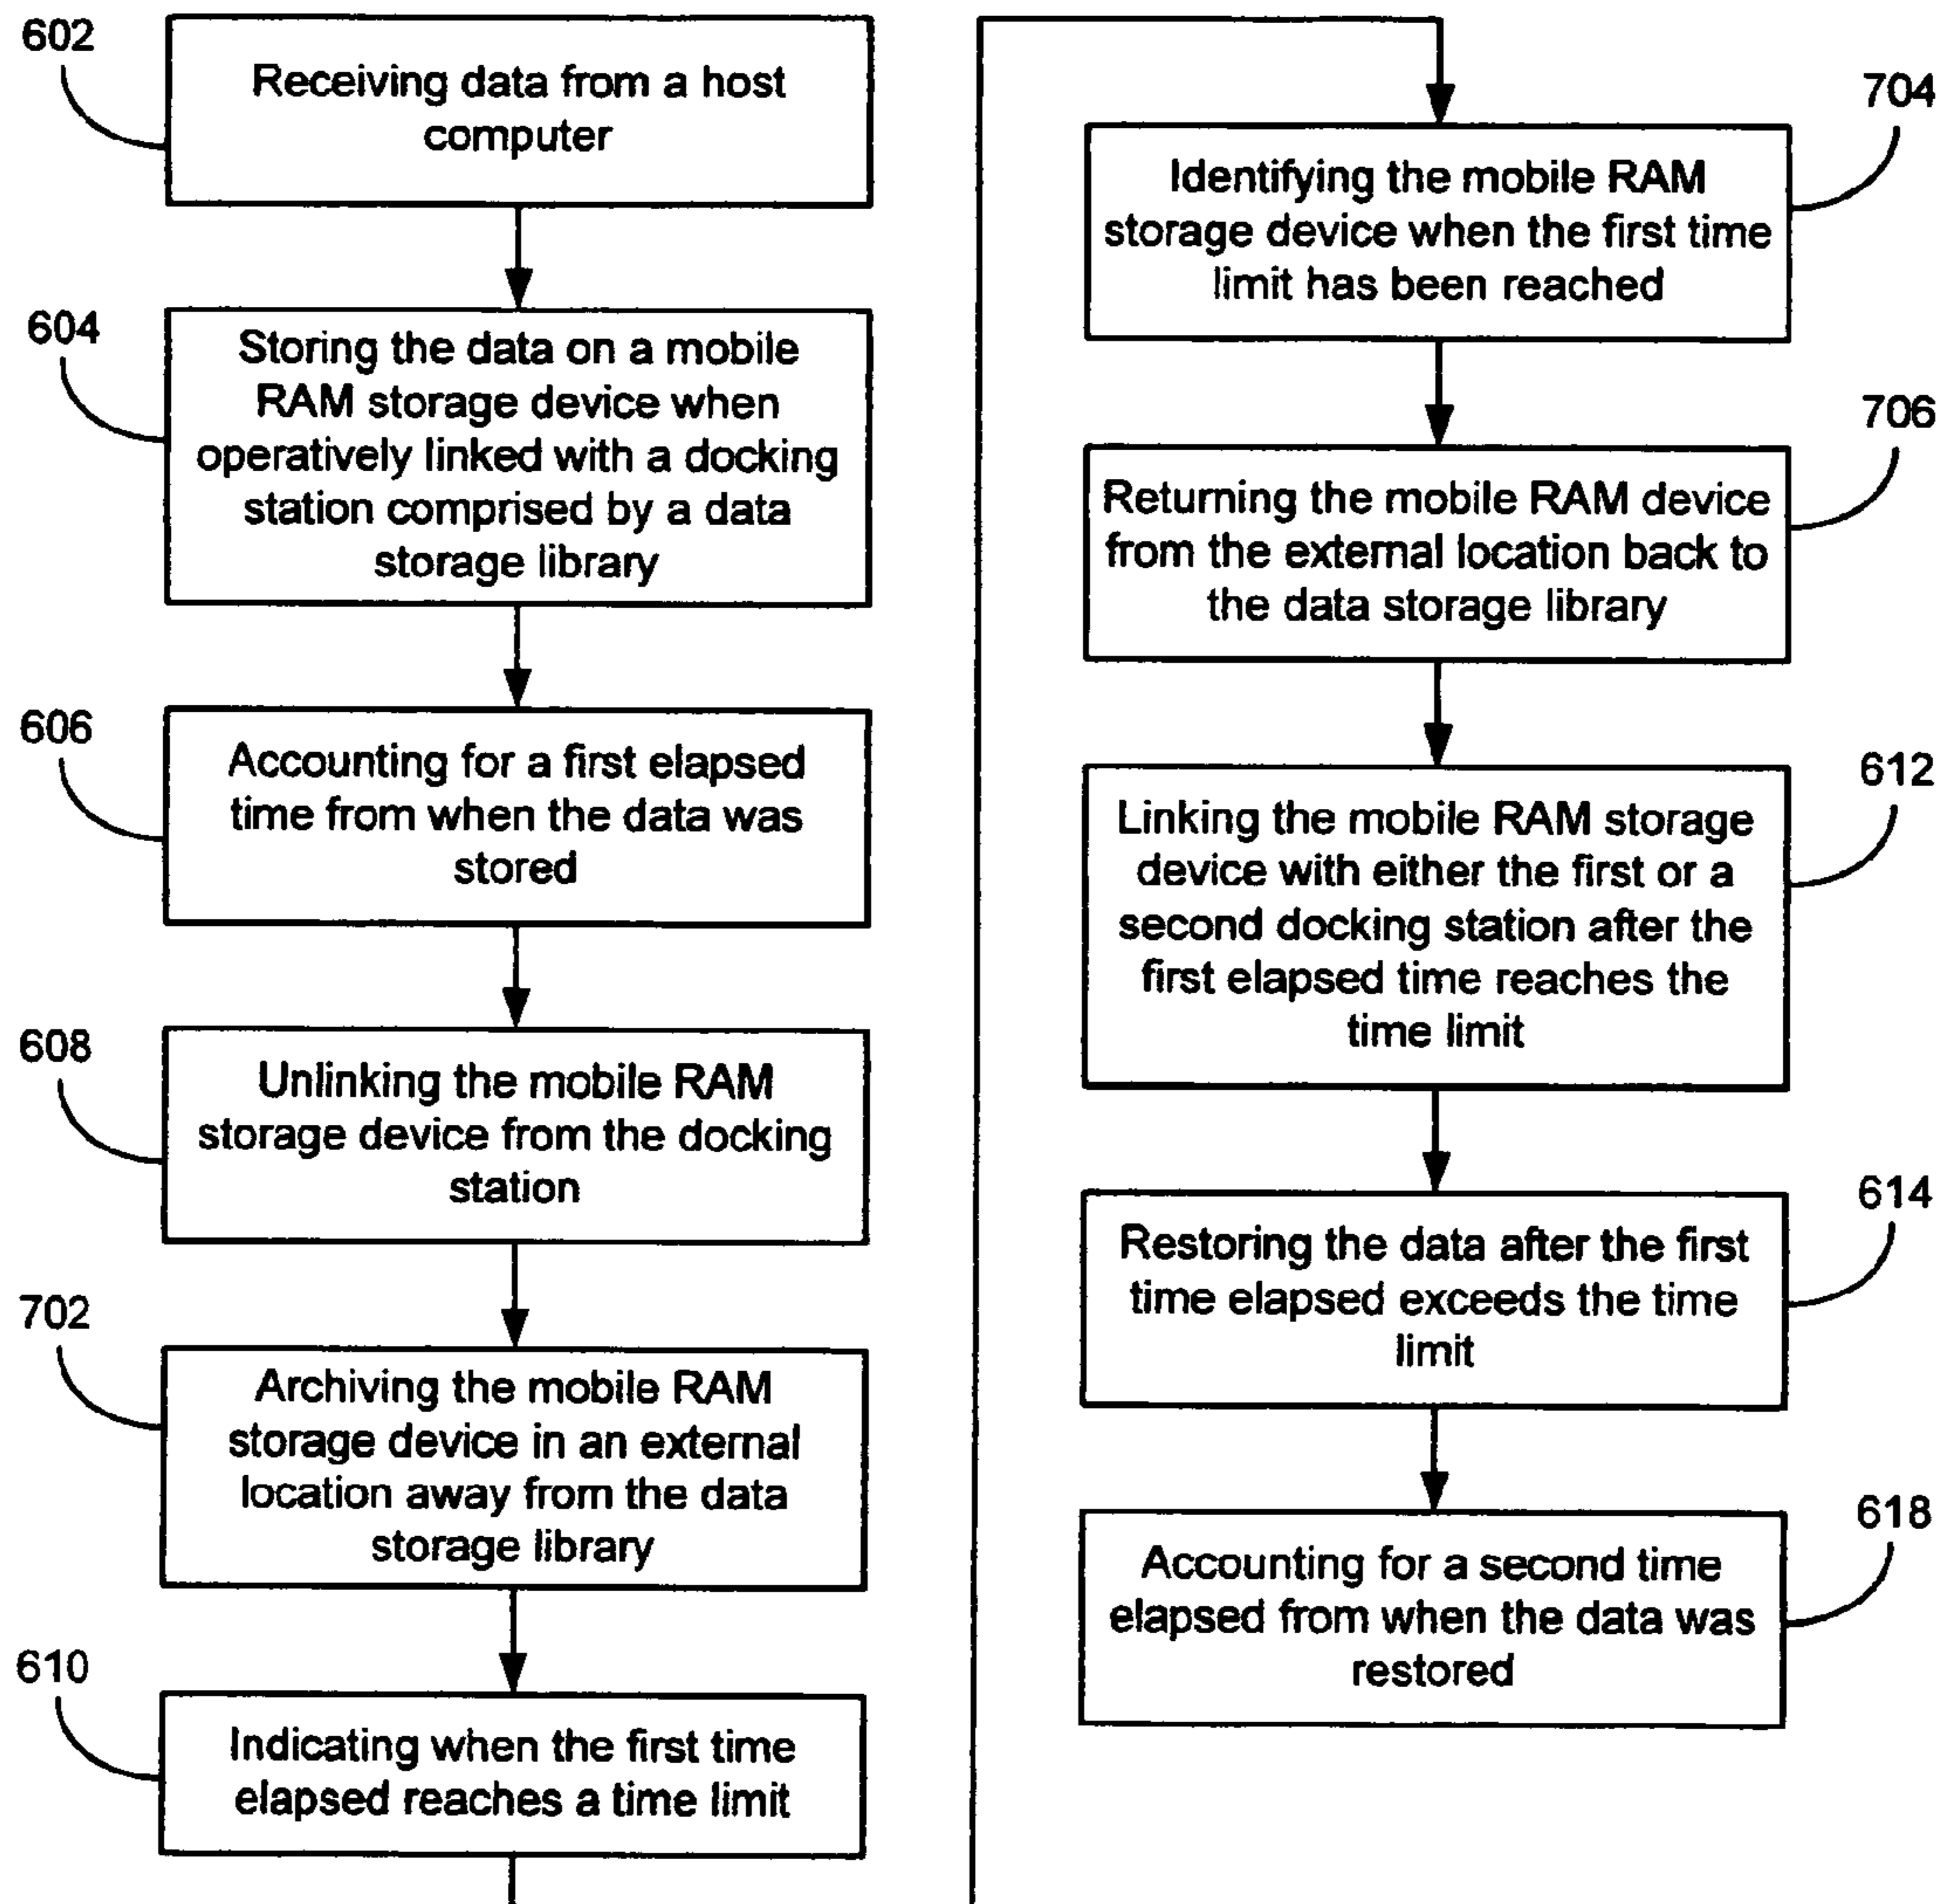 602
Receiving data from a host
computer
604
Storing the data on a mobile
RAM storage device when
operatively linked with a docking
station comprised by a data
storage library
606
Accounting for a first elapsed
time from when the data was
stored
608
Unlinking the mobile RAM
storage device from the docking
station
702
Archiving the mobile RAM
storage device in an external
location away from the data
storage library
610
Indicating when the first time
elapsed reaches a time limit
704
Identifying the mobile RAM
storage device when the first time
limit has been reached
706
Returning the mobile RAM device
from the external location back to
the data storage library
612
Linking the mobile RAM storage
device with either the first or a
second docking station after the
first elapsed time reaches the
time limit
614
Restoring the data after the first
time elapsed exceeds the time
limit
618
Accounting for a second time
elapsed from when the data was
restored